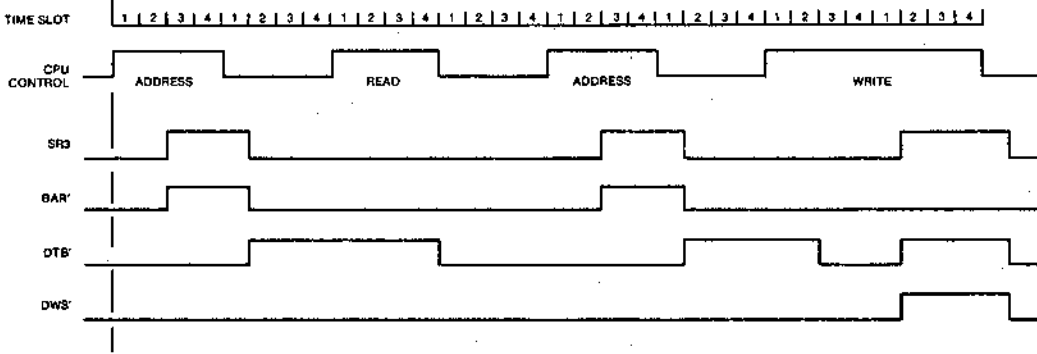 TIME SLOT 1 2 3 4 1 2 3 4 1 2 3 4 1 2 3 4 1 2 3 4 1 2 3 4 1 2 3 4 1 2 3 4
CPU
CONTROL ADDRESS READ ADDRESS WRITE
SR3
BAR'
DTB'
DWS'